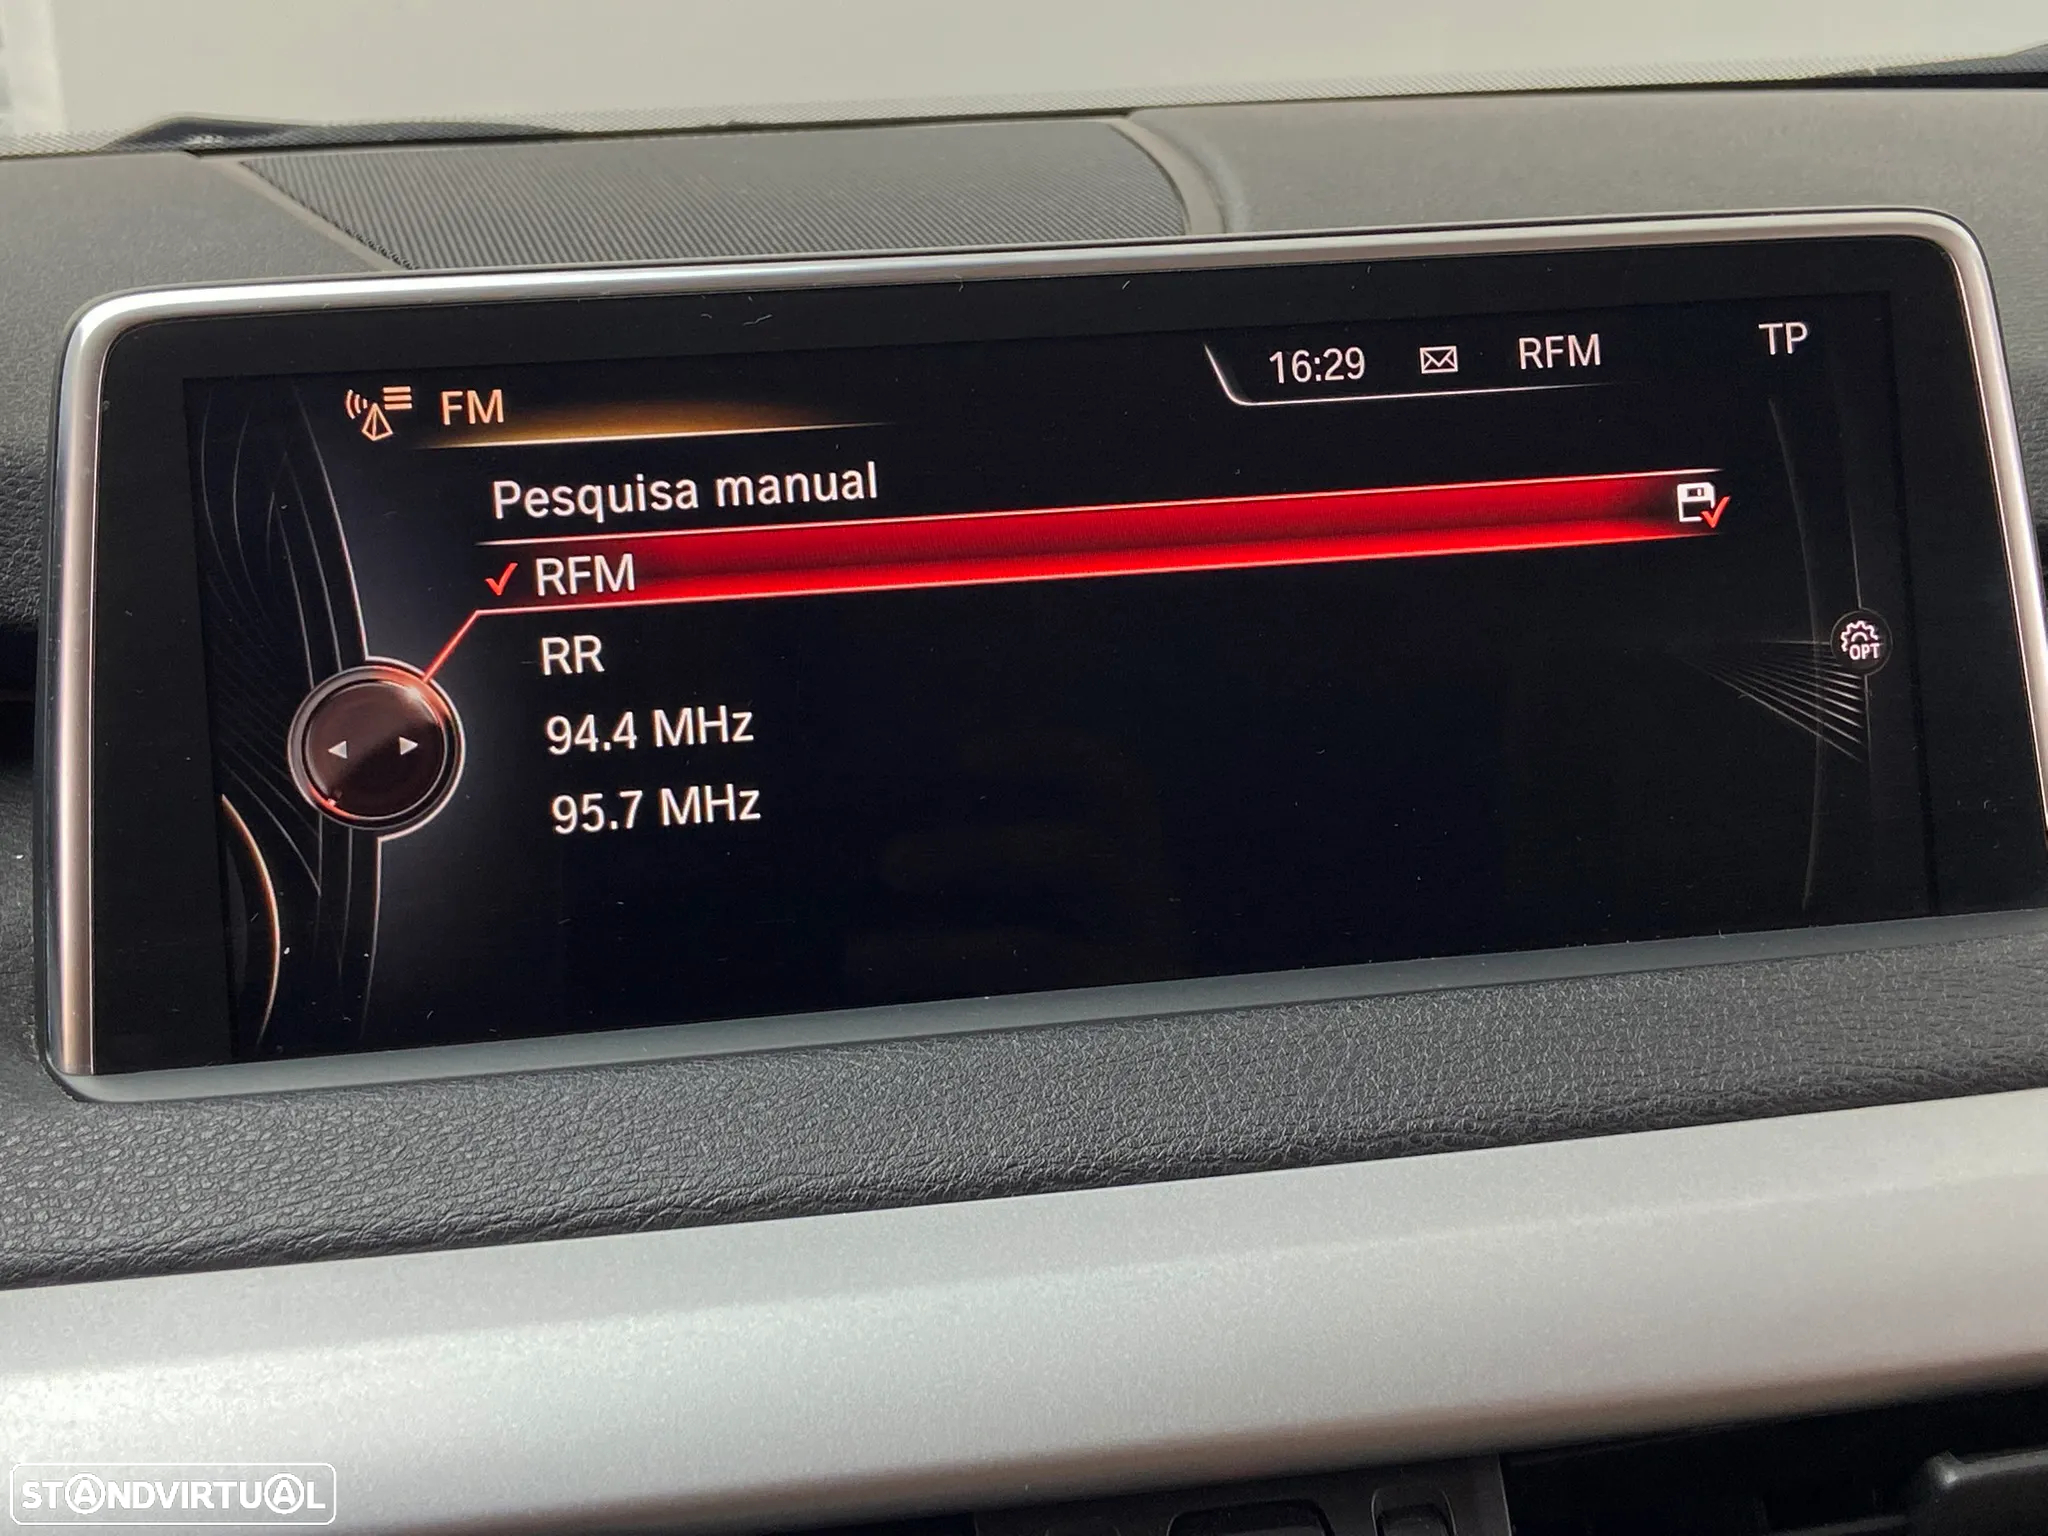 FM
16:29 RFM TP
Pesquisa manual
RFM
RR
94.4 MHz
95.7 MHz
OPT
STANDVIRTUAL